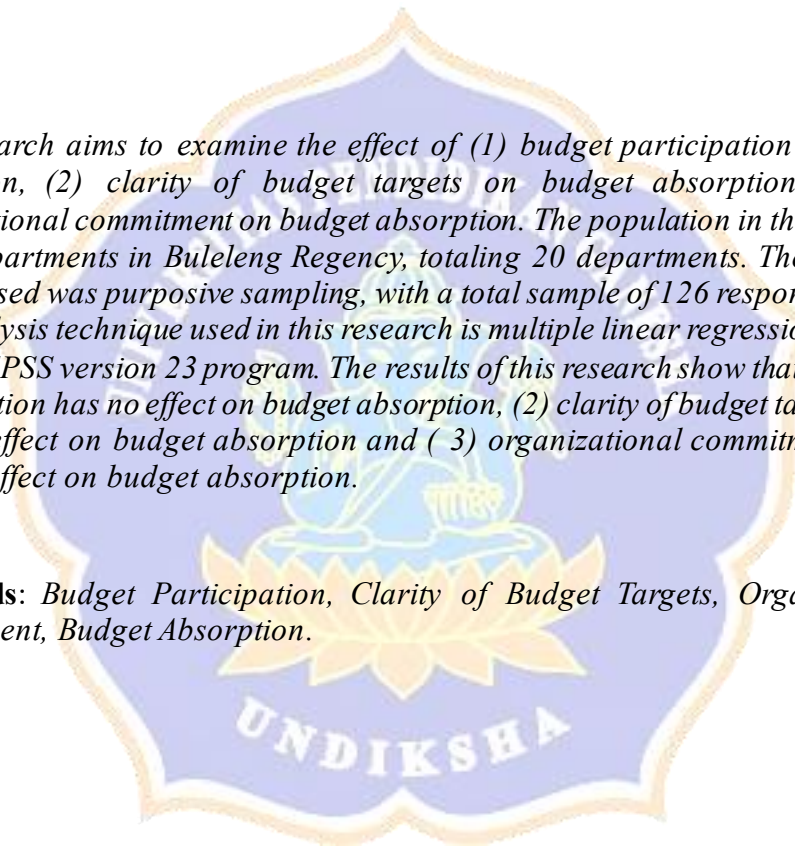 arch aims to examine the effect of (1) budget participation
n, (2) clarity of budget targets on budget absorption
tional commitment on budget absorption. The population in the
partments in Buleleng Regency, totaling 20 departments. The
sed was purposive sampling, with a total sample of 126 respon
lysis technique used in this research is multiple linear regressio
PSS version 23 program. The results of this research show that
tion has no effect on budget absorption, (2) clarity of budget ta
effect on budget absorption and ( 3) organizational commitm
ffect on budget absorption.
ds: Budget Participation, Clarity of Budget Targets, Orga
ent, Budget Absorption.
UNDIKSHA